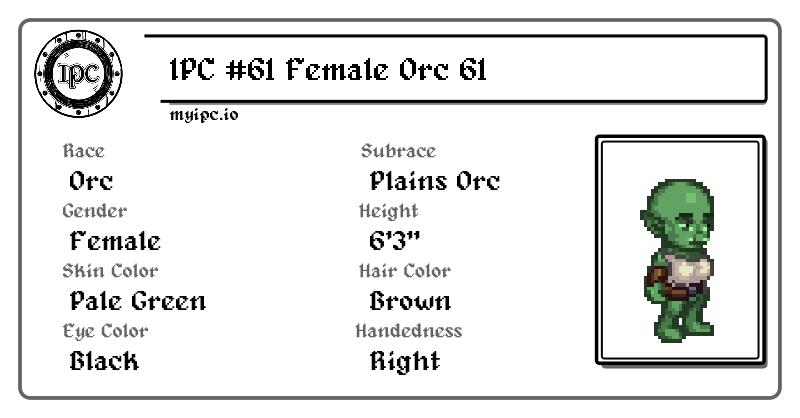 IPC
IPC #61 Female Orc 61
myipc.io
Race
Orc
Subrace
Plains Orc
Gender
Female
Height
6'3"
Skin Color
Pale Green
Hair Color
Brown
Eye Color
Black
Handedness
Right